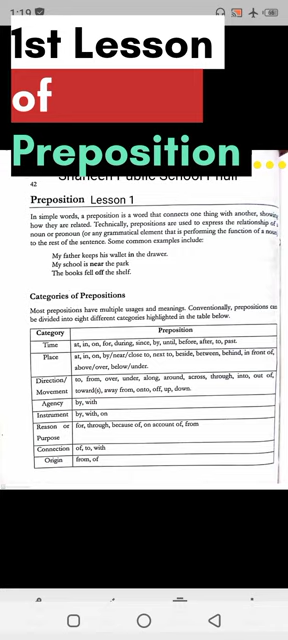 1:19
1st Lesson
of
Preposition ...
42
Preposition Lesson 1
In simple words, a preposition is a word that connects one thing with another, showing
how they are related. Technically, prepositions are used to express the relationship of a
noun or pronoun (or any grammatical element that is performing the function of a noun)
to the rest of the sentence. Some common examples include:
My father keeps his wallet in the drawer.
My school is near the park
The books fell off the shelf.
Categories of Prepositions
Most prepositions have multiple usages and meanings. Conventionally, prepositions can
be divided into eight different categories highlighted in the table below.
Category Preposition
Time at, in, on, for, during, since, by, until, before, after, to, past.
Place at, in, on, by/near/close to, next to, beside, between, behind, in front of,
above/over, below/under.
Direction/ to, from, over, under, along, around, across, through, into, out of,
Movement toward(s), away from, onto, off, up, down.
Agency by, with
Instrument by, with, on
Reason or for, through, because of, on account of, from
Purpose
Connection of, to, with
Origin from, of